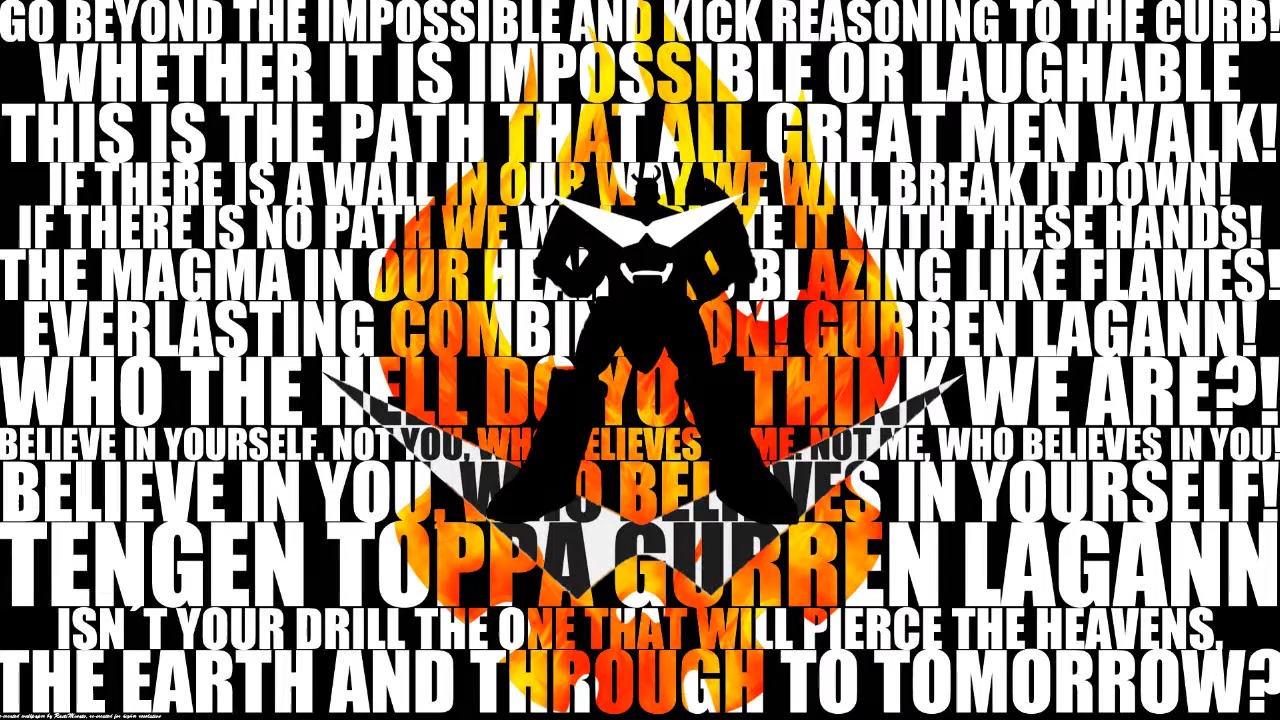 GO BEYOND THE IMPOSSIBLE AND KICK REASONING TO THE CURB!
WHETHER IT IS IMPOSSIBLE OR LAUGHABLE
THIS IS THE PATH THAT ALL GREAT MEN WALK!
IF THERE IS A WALL IN OUR WAY WE WILL BREAK IT DOWN!
IF THERE IS NO PATH WE IT WITH THESE HANDS!
THE MAGMA IN OUR BLAZING LIKE FLAMES!
EVERLASTING COMBINATION! GURREN LAGANN!
WHO THE HELL DO YOU THINK WE ARE?!
BELIEVE IN YOURSELF. NOT YOU, WHO BELIEVES ME. NOT ME, WHO BELIEVES IN YOU!
BELIEVE IN YOU, WHO BELIEVES IN YOURSELF!
TENGEN TOPPA GURREN LAGANN
ISN´T YOUR DRILL THE ONE THAT WILL PIERCE THE HEAVENS,
THE EARTH AND THROUGH TO TOMORROW?